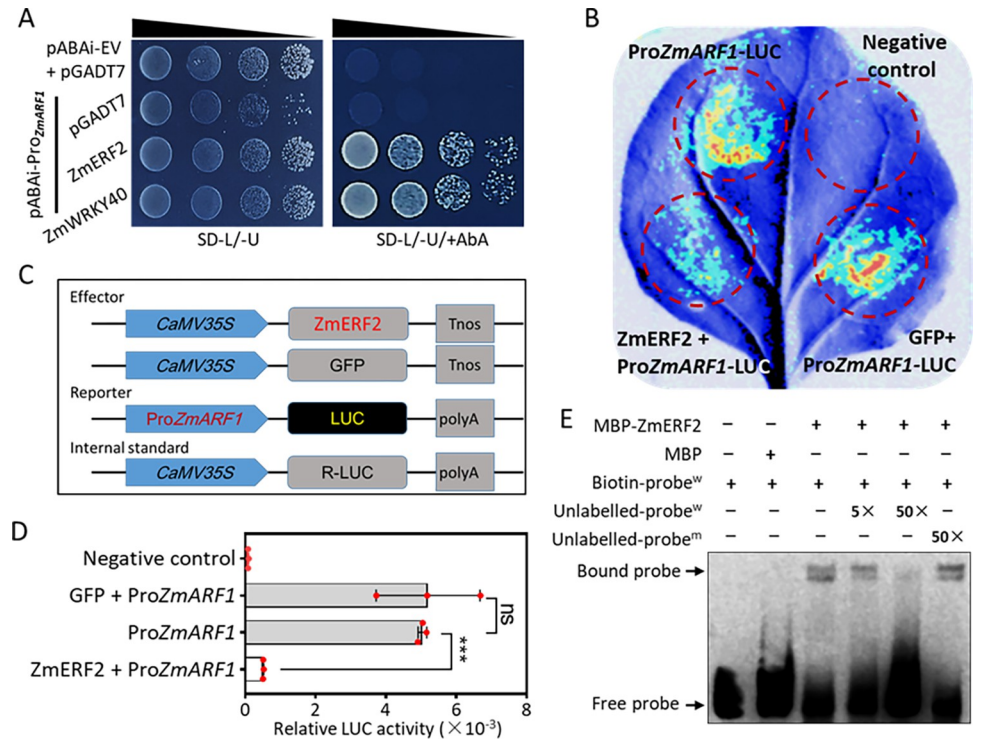 A
pABAi-EV
+ pGADT7
pGADT7
ZmERF2
ZmWRKY40
pABAi-ProZmARF1
SD-L/-U
SD-L/-U/+AbA
B
ProZmARF1-LUC
Negative
control
ZmERF2 +
ProZmARF1-LUC
GFP+
ProZmARF1-LUC
C
Effector
CaMV35S ZmERF2 Tnos
CaMV35S GFP Tnos
Reporter
ProZmARF1 LUC polyA
Internal standard
CaMV35S R-LUC polyA
D
Negative control
GFP + ProZmARF1
ProZmARF1
ZmERF2 + ProZmARF1
ns
***
0 2 4 6 8
Relative LUC activity (×10⁻³)
E
MBP-ZmERF2 − − + + + +
MBP − + − − − −
Biotin-probeʷ + + + + + +
Unlabelled-probeʷ − − − 5× 50× −
Unlabelled-probeᵐ − − − − − 50×
Bound probe
Free probe